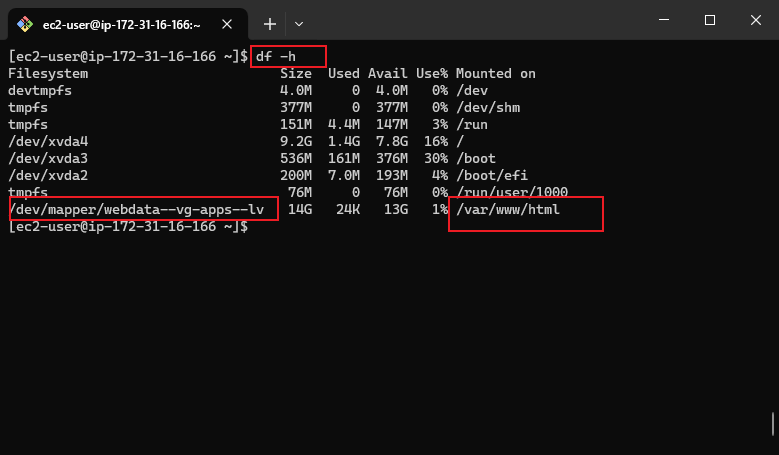 ec2-user@ip-172-31-16-166:~
[ec2-user@ip-172-31-16-166 ~]$ df -h
Filesystem Size Used Avail Use% Mounted on
devtmpfs 4.0M 0 4.0M 0% /dev
tmpfs 377M 0 377M 0% /dev/shm
tmpfs 151M 4.4M 147M 3% /run
/dev/xvda4 9.2G 1.4G 7.8G 16% /
/dev/xvda3 536M 161M 376M 30% /boot
/dev/xvda2 200M 7.0M 193M 4% /boot/efi
tmpfs 76M 0 76M 0% /run/user/1000
/dev/mapper/webdata--vg-apps--lv 14G 24K 13G 1% /var/www/html
[ec2-user@ip-172-31-16-166 ~]$